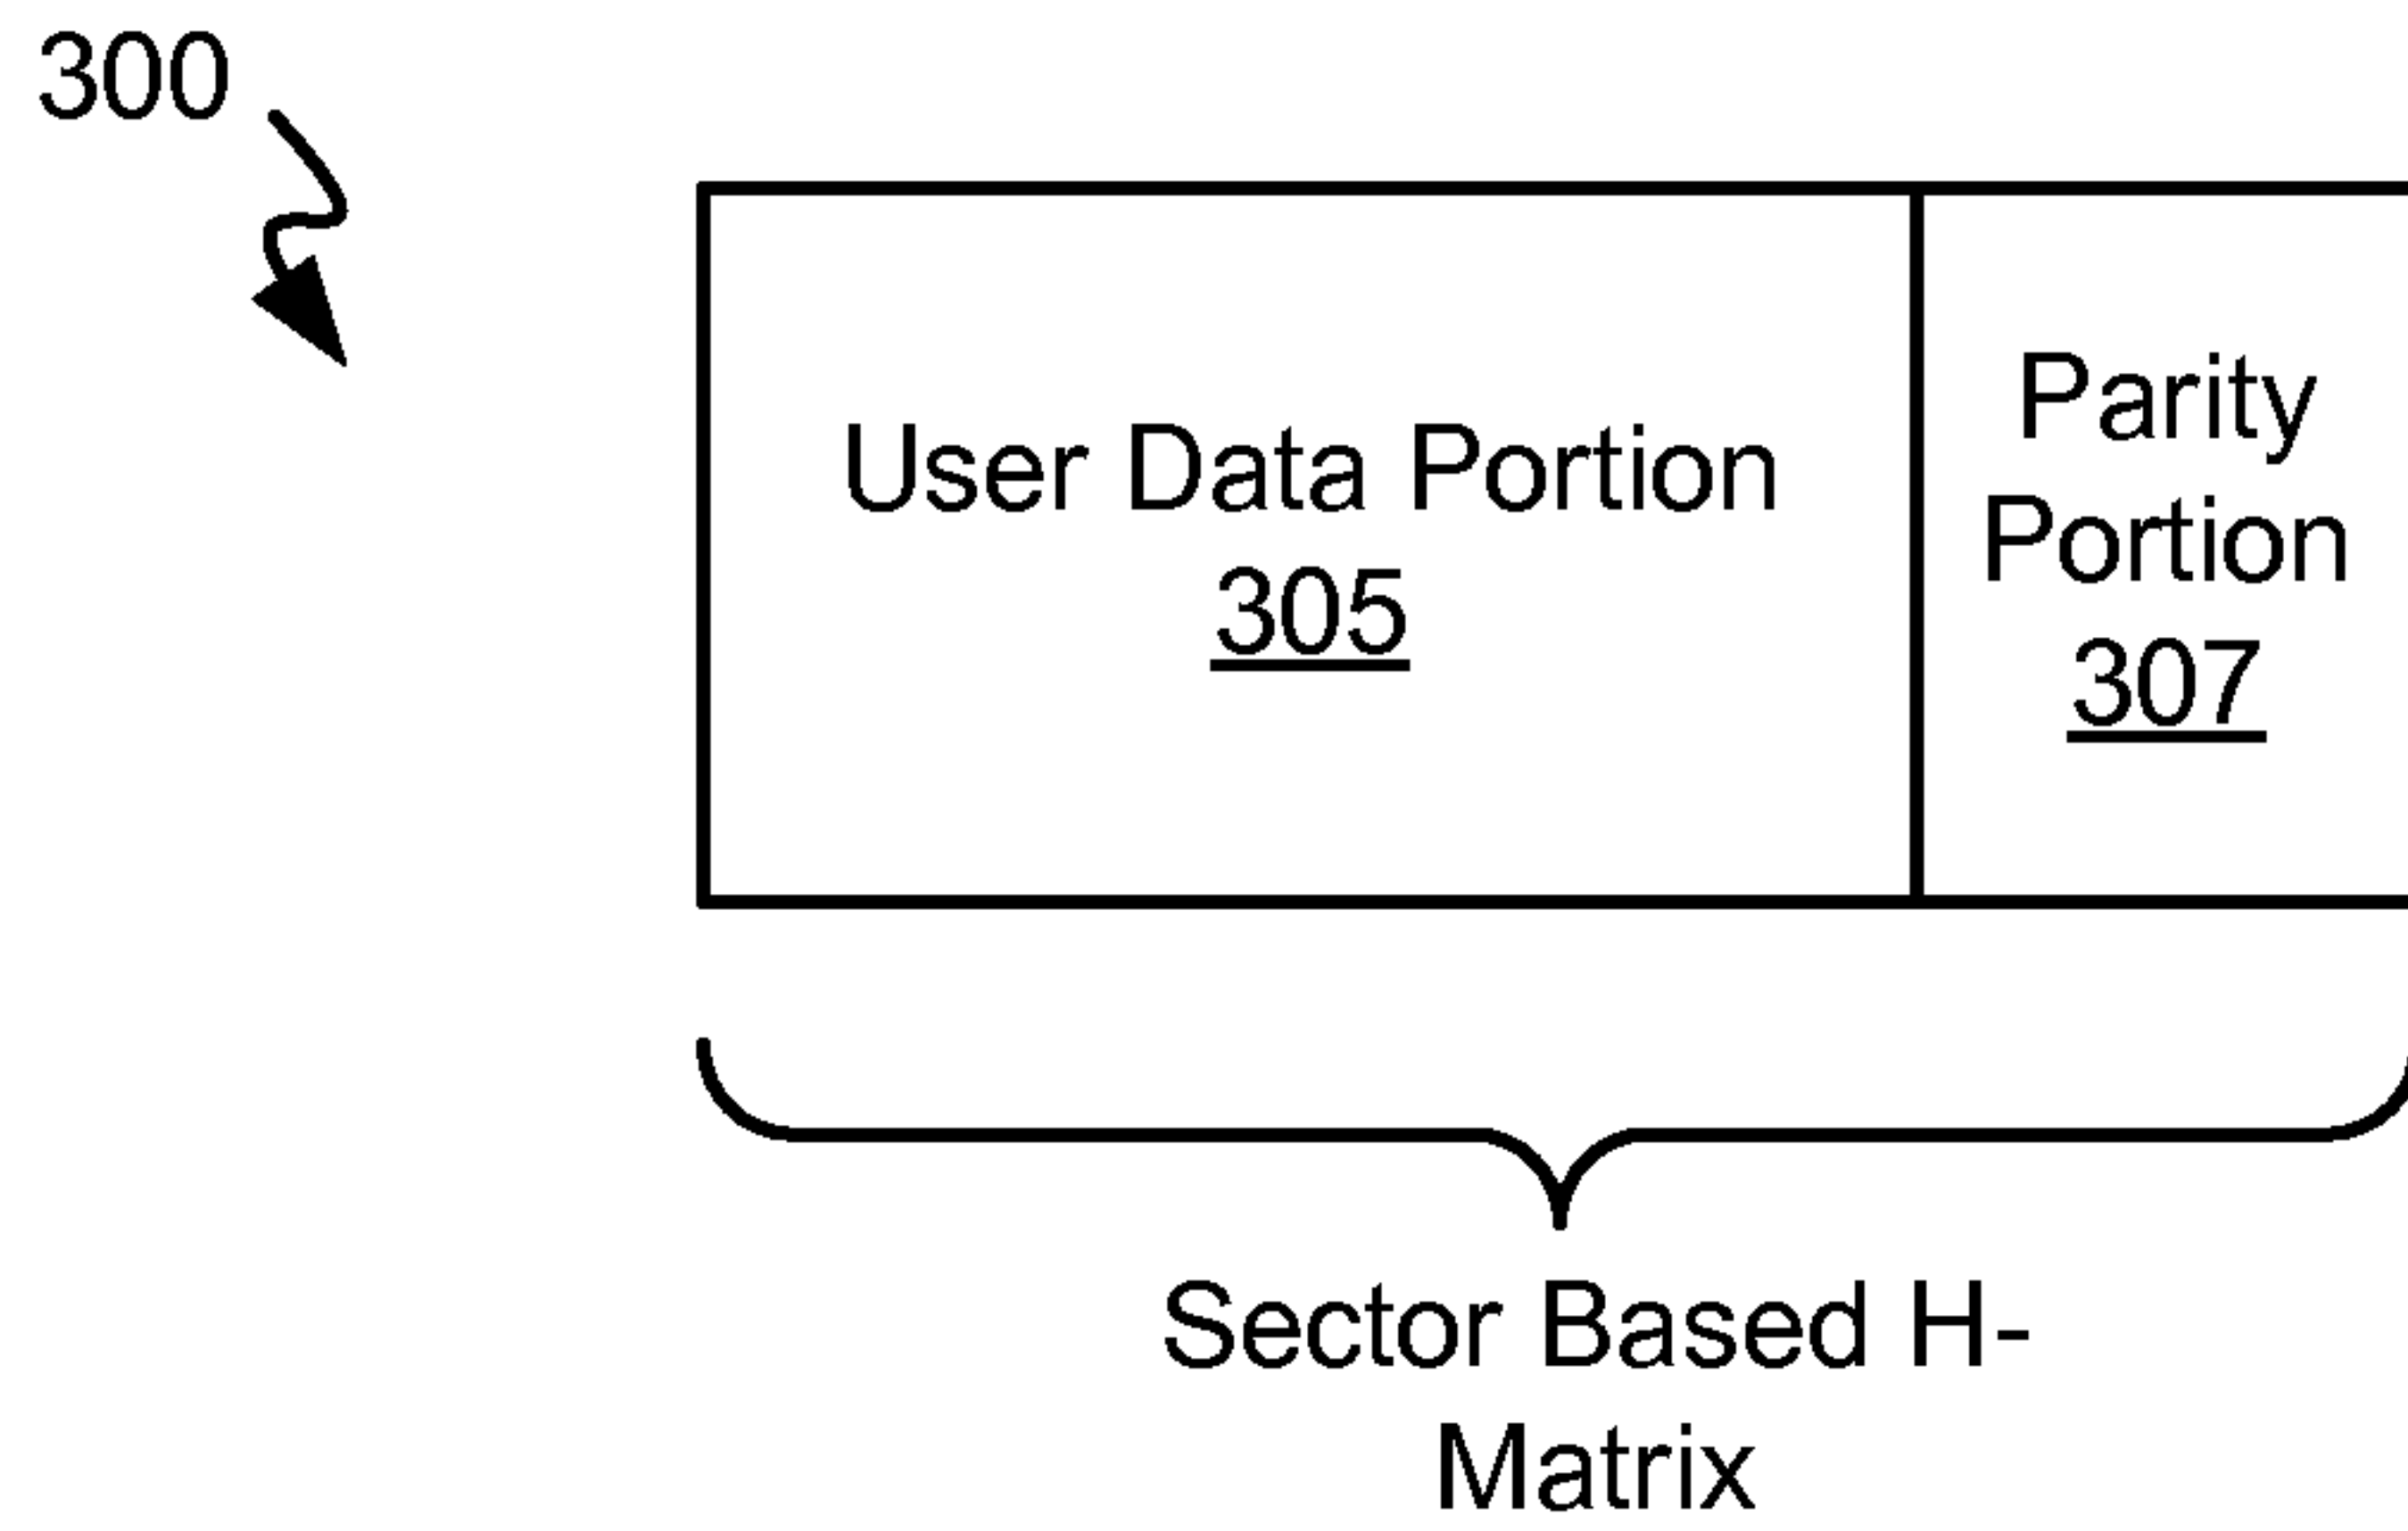 300
User Data Portion
305
Parity
Portion
307
Sector Based H-
Matrix